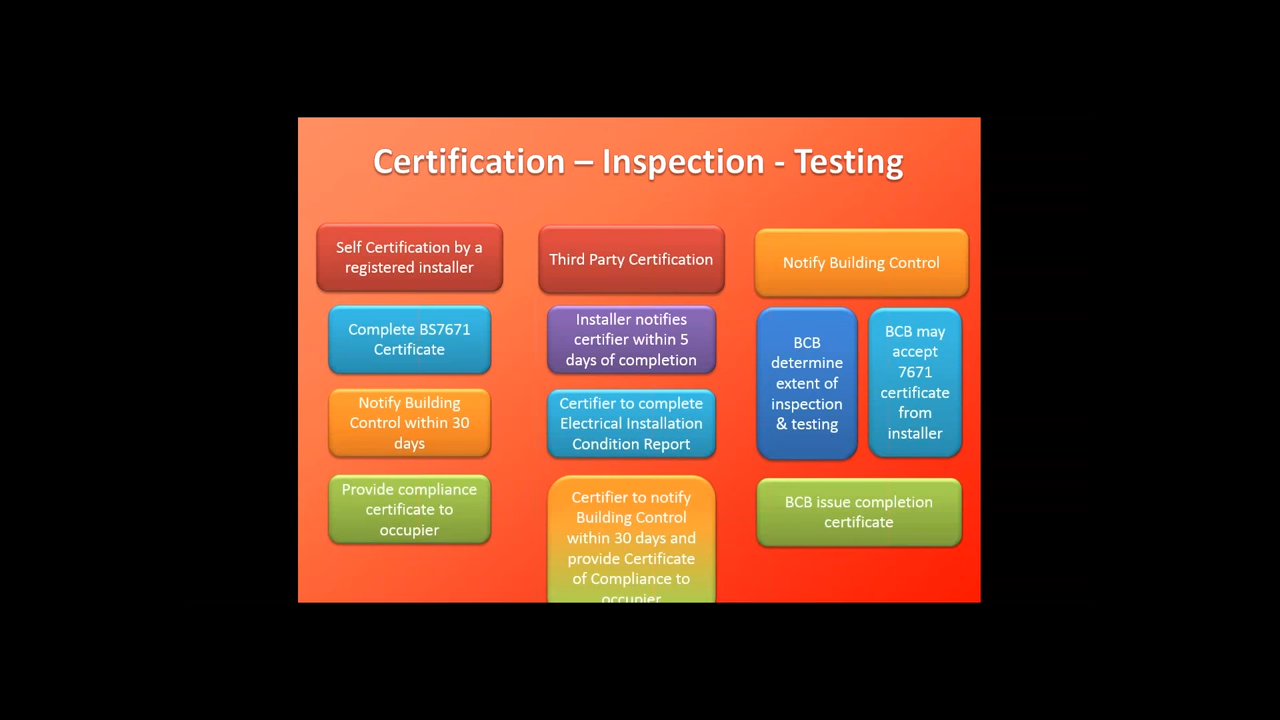 Certification – Inspection - Testing
Self Certification by a
registered installer
Complete BS7671
Certificate
Notify Building
Control within 30
days
Provide compliance
certificate to
occupier
Third Party Certification
Installer notifies
certifier within 5
days of completion
Certifier to complete
Electrical Installation
Condition Report
Certifier to notify
Building Control
within 30 days and
provide Certificate
of Compliance to
occupier
Notify Building Control
BCB
determine
extent of
inspection
& testing
BCB may
accept
7671
certificate
from
installer
BCB issue completion
certificate